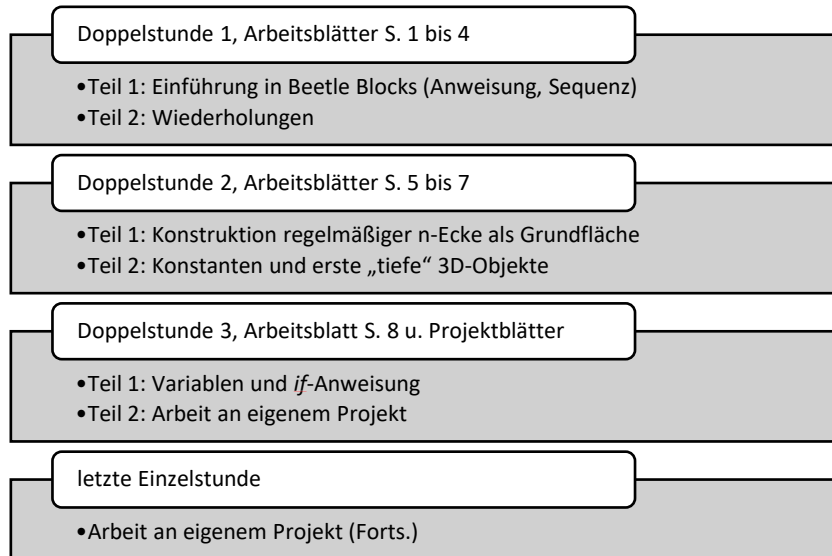 Doppelstunde 1, Arbeitsblätter S. 1 bis 4
•Teil 1: Einführung in Beetle Blocks (Anweisung, Sequenz)
•Teil 2: Wiederholungen
Doppelstunde 2, Arbeitsblätter S. 5 bis 7
•Teil 1: Konstruktion regelmäßiger n-Ecke als Grundfläche
•Teil 2: Konstanten und erste „tiefe“ 3D-Objekte
Doppelstunde 3, Arbeitsblatt S. 8 u. Projektblätter
•Teil 1: Variablen und if-Anweisung
•Teil 2: Arbeit an eigenem Projekt
letzte Einzelstunde
•Arbeit an eigenem Projekt (Forts.)